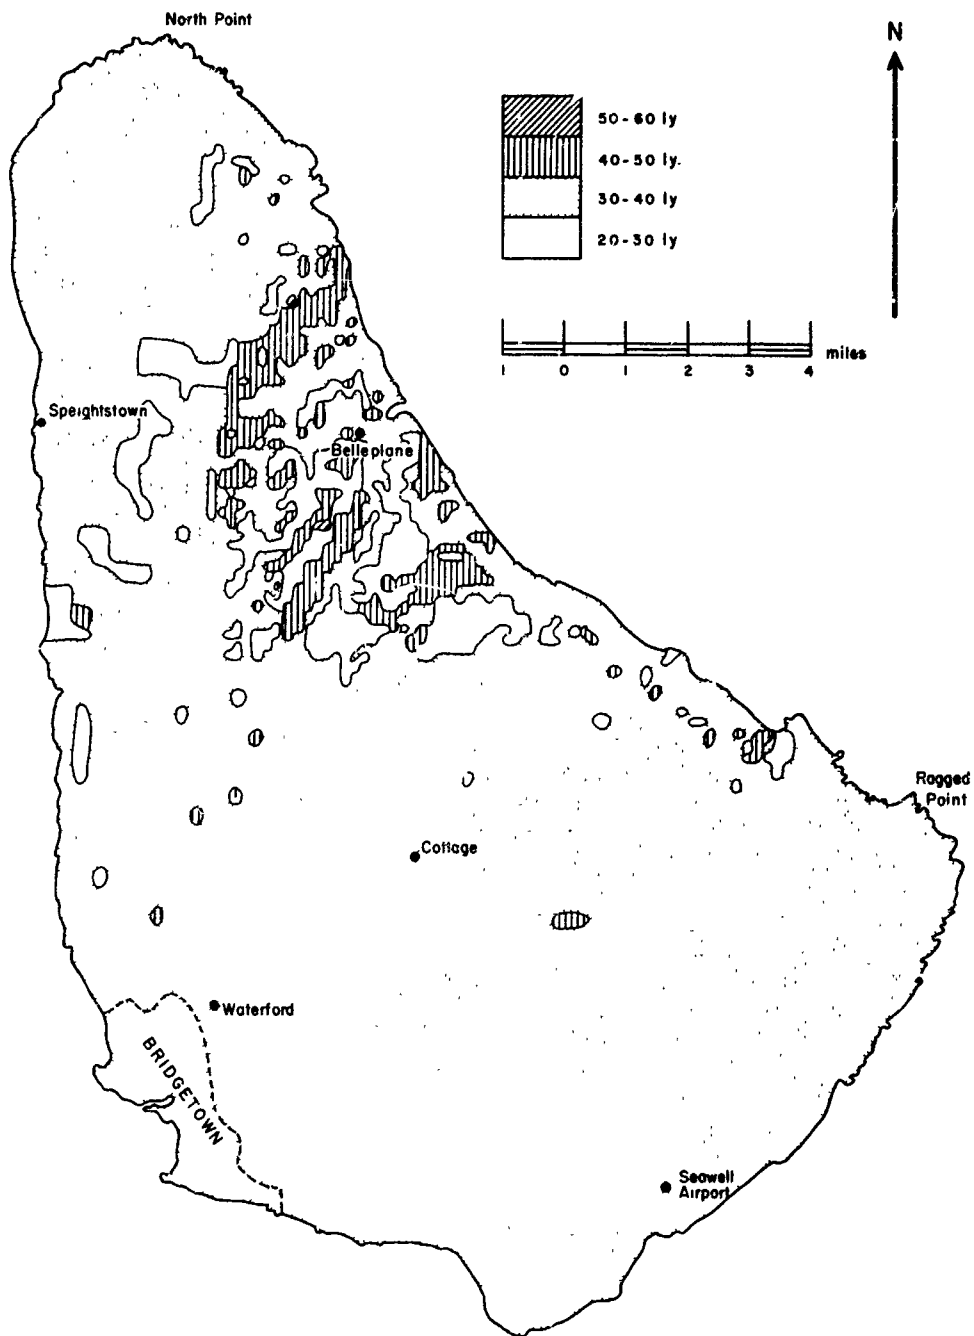 North Point
N
50-60 ly
40-50 ly.
30-40 ly
20-30 ly
miles
1 0 1 2 3 4
Speightstown
Belleplane
Ragged
Point
Cottage
Waterford
BRIDGETOWN
Seawell
Airport